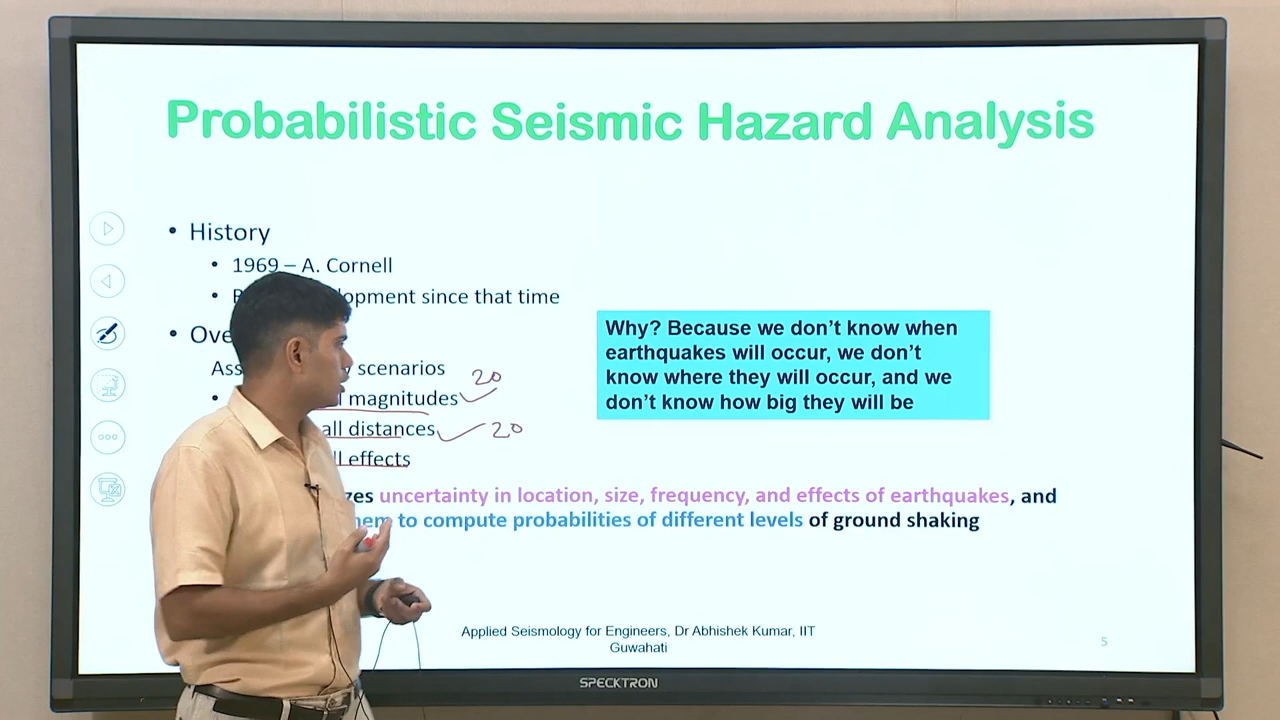 Probabilistic Seismic Hazard Analysis
• History
• 1969 – A. Cornell
opment since that time
• Ove
Ass scenarios
• magnitudes 20
all distances 20
ll effects
Why? Because we don't know when
earthquakes will occur, we don't
know where they will occur, and we
don't know how big they will be
zes uncertainty in location, size, frequency, and effects of earthquakes, and
hem to compute probabilities of different levels of ground shaking
Applied Seismology for Engineers, Dr Abhishek Kumar, IIT
Guwahati
5
SPECKTRON